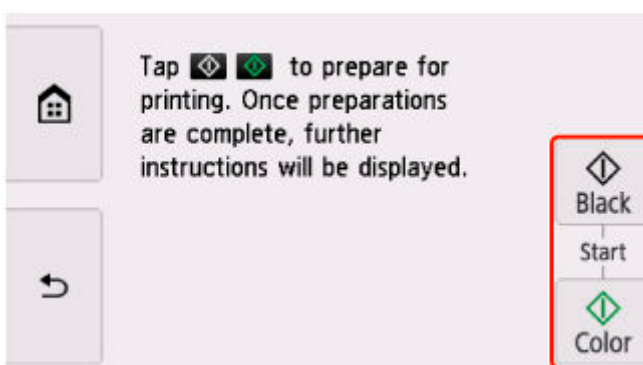 Tap to prepare for
printing. Once preparations
are complete, further
instructions will be displayed.
Black
Start
Color